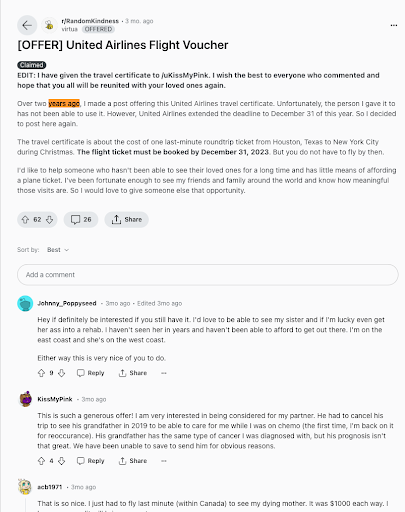 r/RandomKindness • 3 mo. ago
virtua OFFERED
[OFFER] United Airlines Flight Voucher
Claimed
EDIT: I have given the travel certificate to /uKissMyPink. I wish the best to everyone who commented and
hope that you all will be reunited with your loved ones again.
Over two years ago, I made a post offering this United Airlines travel certificate. Unfortunately, the person I gave it to
has not been able to use it. However, United Airlines extended the deadline to December 31 of this year. So I decided
to post here again.
The travel certificate is about the cost of one last-minute roundtrip ticket from Houston, Texas to New York City
during Christmas. The flight ticket must be booked by December 31, 2023. But you do not have to fly by then.
I'd like to help someone who hasn't been able to see their loved ones for a long time and has little means of affording
a plane ticket. I've been fortunate enough to see my friends and family around the world and know how meaningful
those visits are. So I would love to give someone else that opportunity.
62 26 Share
Sort by: Best
Add a comment
Johnny_Poppyseed • 3mo ago • Edited 3mo ago
Hey if definitely be interested if you still have it. I'd love to be able to see my sister and if I'm lucky even get
her ass into a rehab. I haven't seen her in years and haven't been able to afford to get out there. I'm on the
east coast and she's on the west coast.
Either way this is very nice of you to do.
9 Reply Share
KissMyPink • 3mo ago
This is such a generous offer! I am very interested in being considered for my partner. He had to cancel his
trip to see his grandfather in 2019 to be able to care for me while I was on chemo (the first time, I'm back on it
for reoccurance). His grandfather has the same type of cancer I was diagnosed with, but his prognosis isn't
that great. We have been unable to save to send him for obvious reasons.
4 Reply Share
acb1971 • 3mo ago
That is so nice. I just had to fly last minute (within Canada) to see my dying mother. It was $1000 each way. I